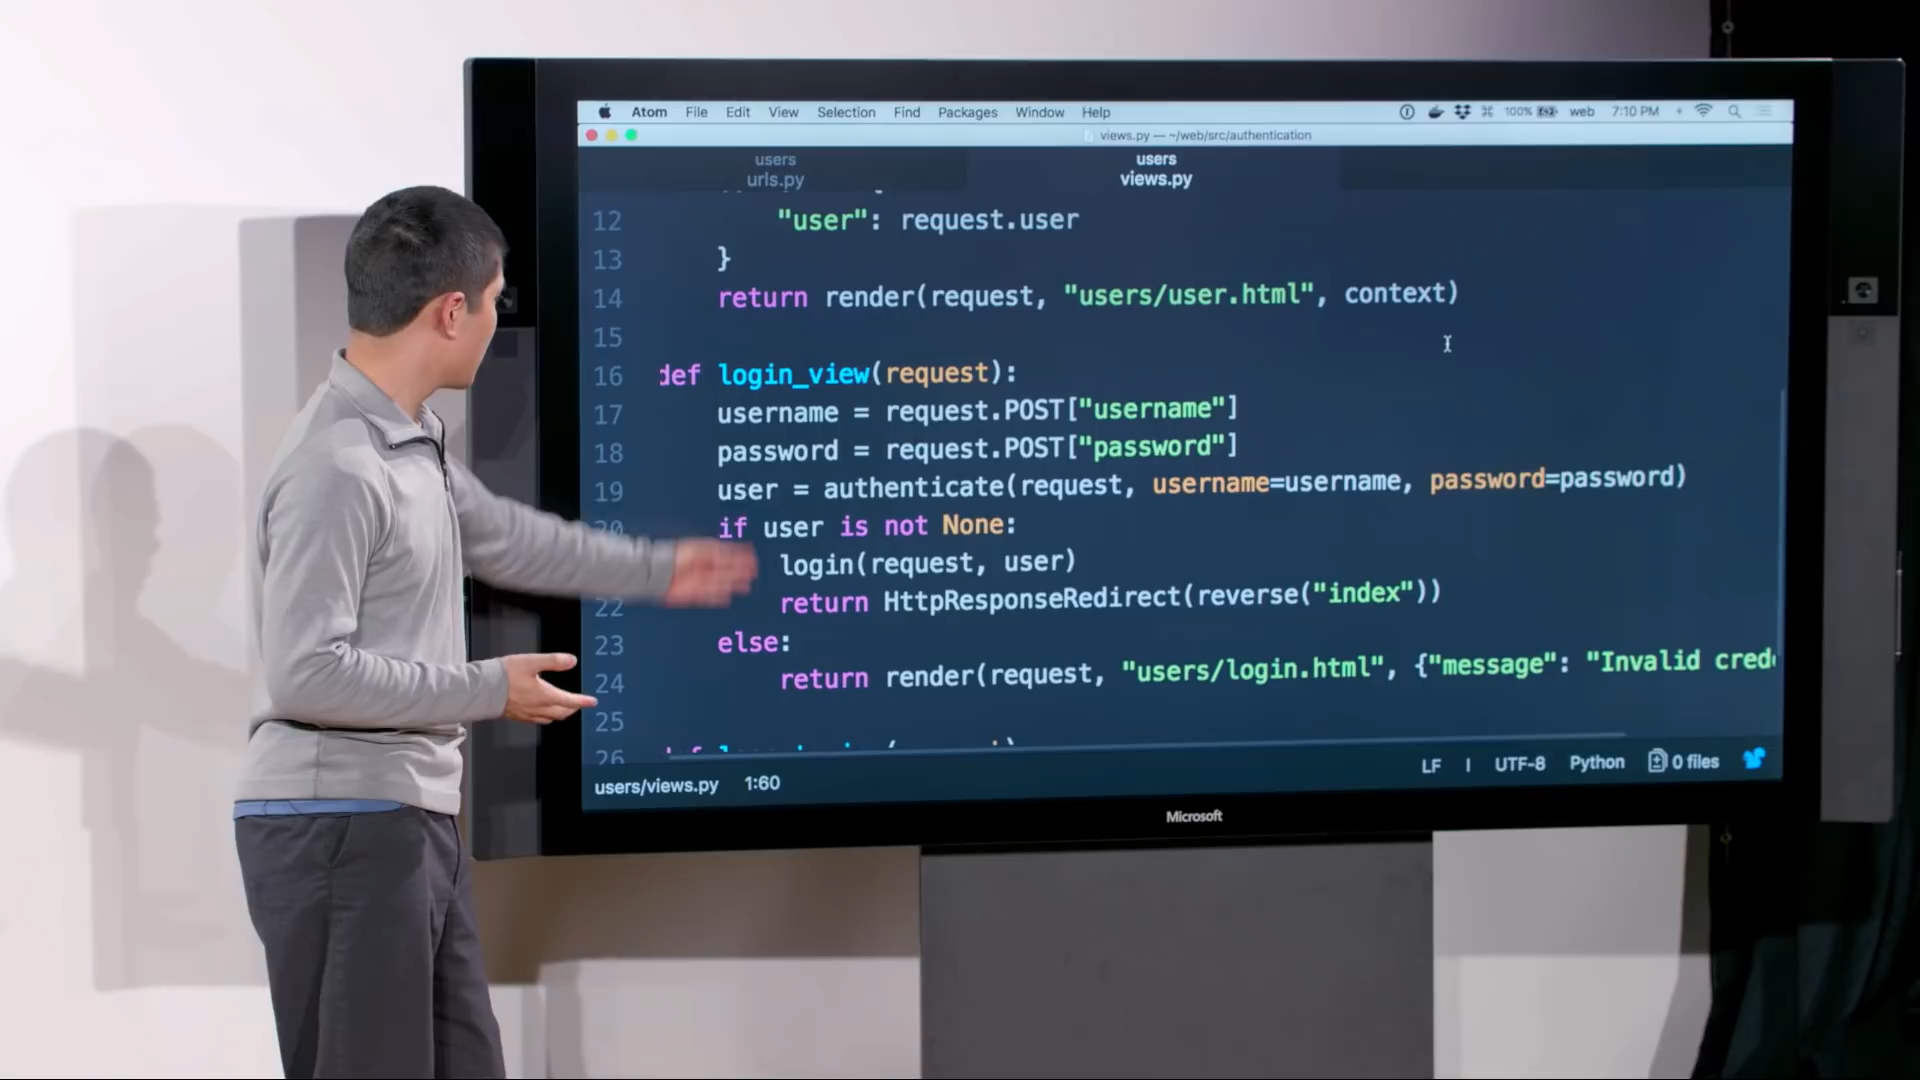 Atom File Edit View Selection Find Packages Window Help 100% web 7:10 PM
views.py — ~/web/src/authentication
users
urls.py
users
views.py
12 "user": request.user
13 }
14 return render(request, "users/user.html", context)
15
16 def login_view(request):
17 username = request.POST["username"]
18 password = request.POST["password"]
19 user = authenticate(request, username=username, password=password)
20 if user is not None:
login(request, user)
22 return HttpResponseRedirect(reverse("index"))
23 else:
24 return render(request, "users/login.html", {"message": "Invalid cred
25
26
users/views.py 1:60 LF UTF-8 Python 0 files
Microsoft